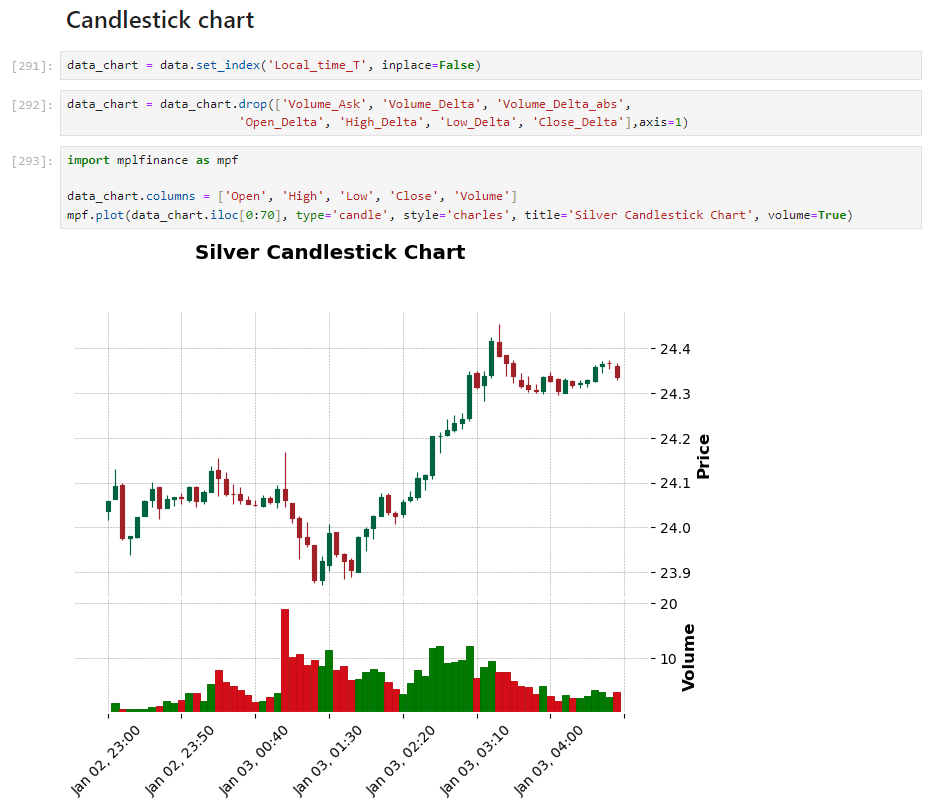 Candlestick chart
[291]: data_chart = data.set_index('Local_time_T', inplace=False)
[292]: data_chart = data_chart.drop(['Volume_Ask', 'Volume_Delta', 'Volume_Delta_abs',
'Open_Delta', 'High_Delta', 'Low_Delta', 'Close_Delta'],axis=1)
[293]: import mplfinance as mpf
data_chart.columns = ['Open', 'High', 'Low', 'Close', 'Volume']
mpf.plot(data_chart.iloc[0:70], type='candle', style='charles', title='Silver Candlestick Chart', volume=True)
Silver Candlestick Chart
24.4
24.3
24.2
24.1
24.0
23.9
Price
20
10
Volume
Jan 02, 23:00
Jan 02, 23:50
Jan 03, 00:40
Jan 03, 01:30
Jan 03, 02:20
Jan 03, 03:10
Jan 03, 04:00